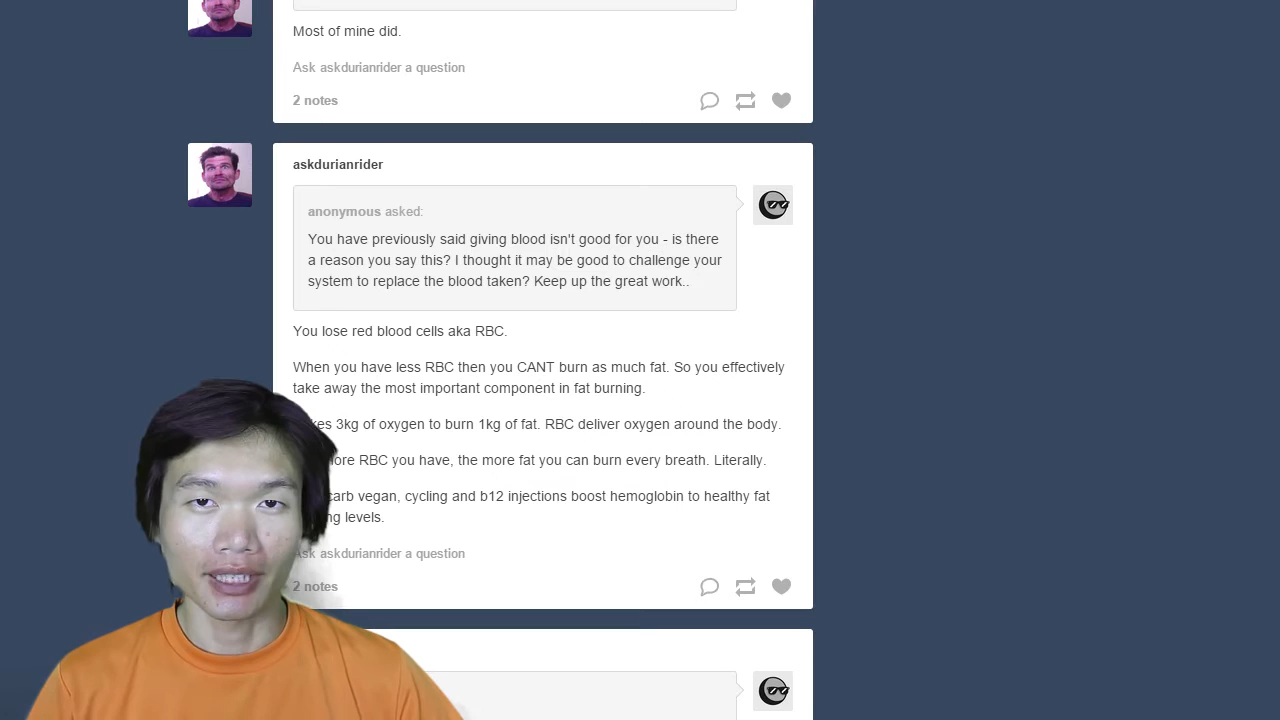 Most of mine did.
Ask askdurianrider a question
2 notes
askdurianrider
anonymous asked:
You have previously said giving blood isn't good for you - is there
a reason you say this? I thought it may be good to challenge your
system to replace the blood taken? Keep up the great work..
You lose red blood cells aka RBC.
When you have less RBC then you CANT burn as much fat. So you effectively
take away the most important component in fat burning.
3kg of oxygen to burn 1kg of fat. RBC deliver oxygen around the body.
RBC you have, the more fat you can burn every breath. Literally.
carb vegan, cycling and b12 injections boost hemoglobin to healthy fat
levels.
Ask askdurianrider a question
2 notes